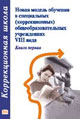 Коррекционная школа
Новая модель обучения
в специальных
(коррекционных)
общеобразовательных
учреждениях
VIII вида
Книга первая